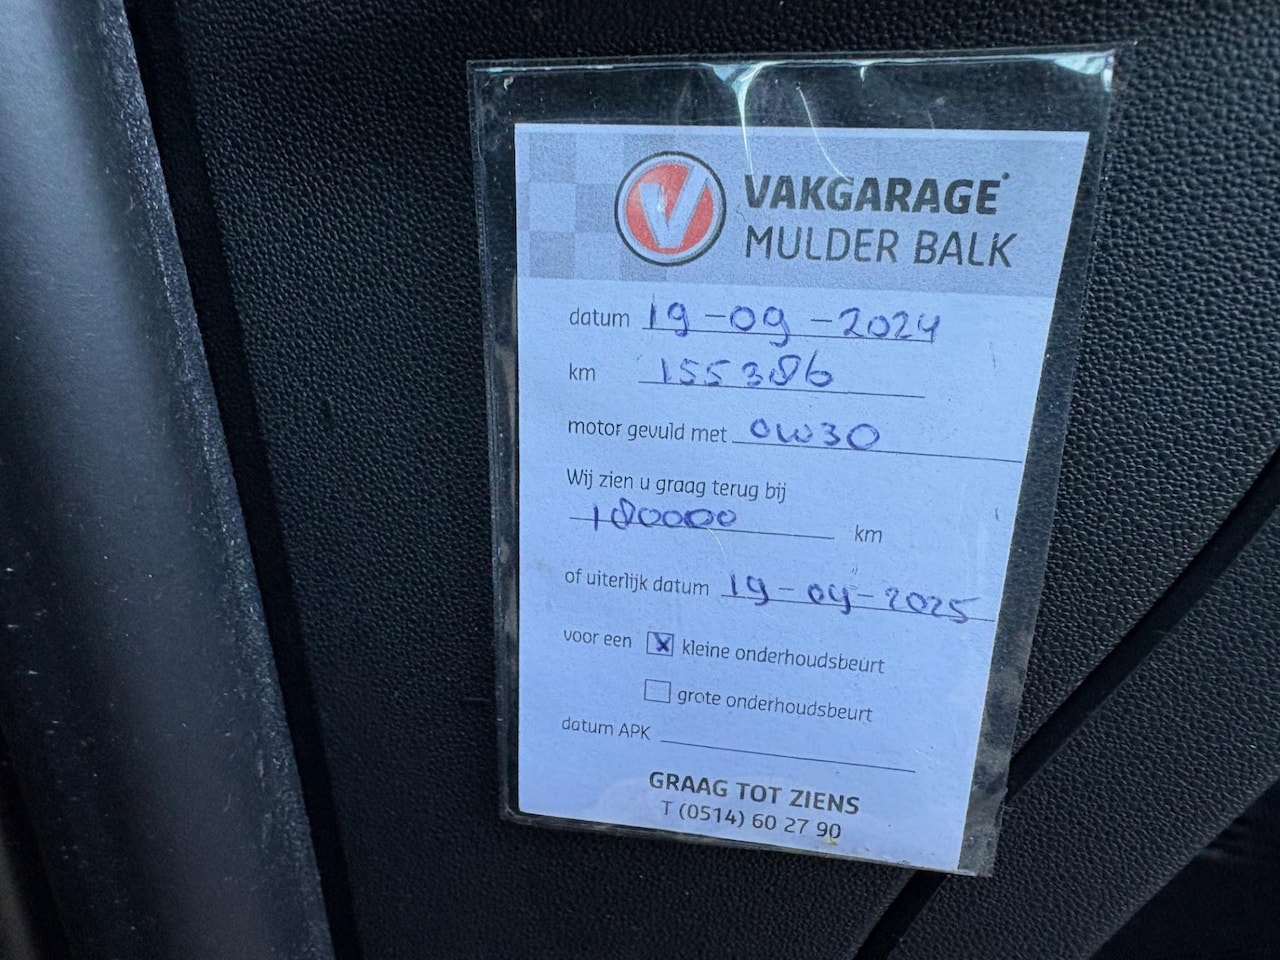 VAKGARAGE
MULDER BALK
datum 19-09-2024
km 155386
motor gevuld met 0W30
Wij zien u graag terug bij
180000 km
of uiterlijk datum 19-09-2025
voor een x kleine onderhoudsbeurt
grote onderhoudsbeurt
datum APK
GRAAG TOT ZIENS
T (0514) 60 27 90